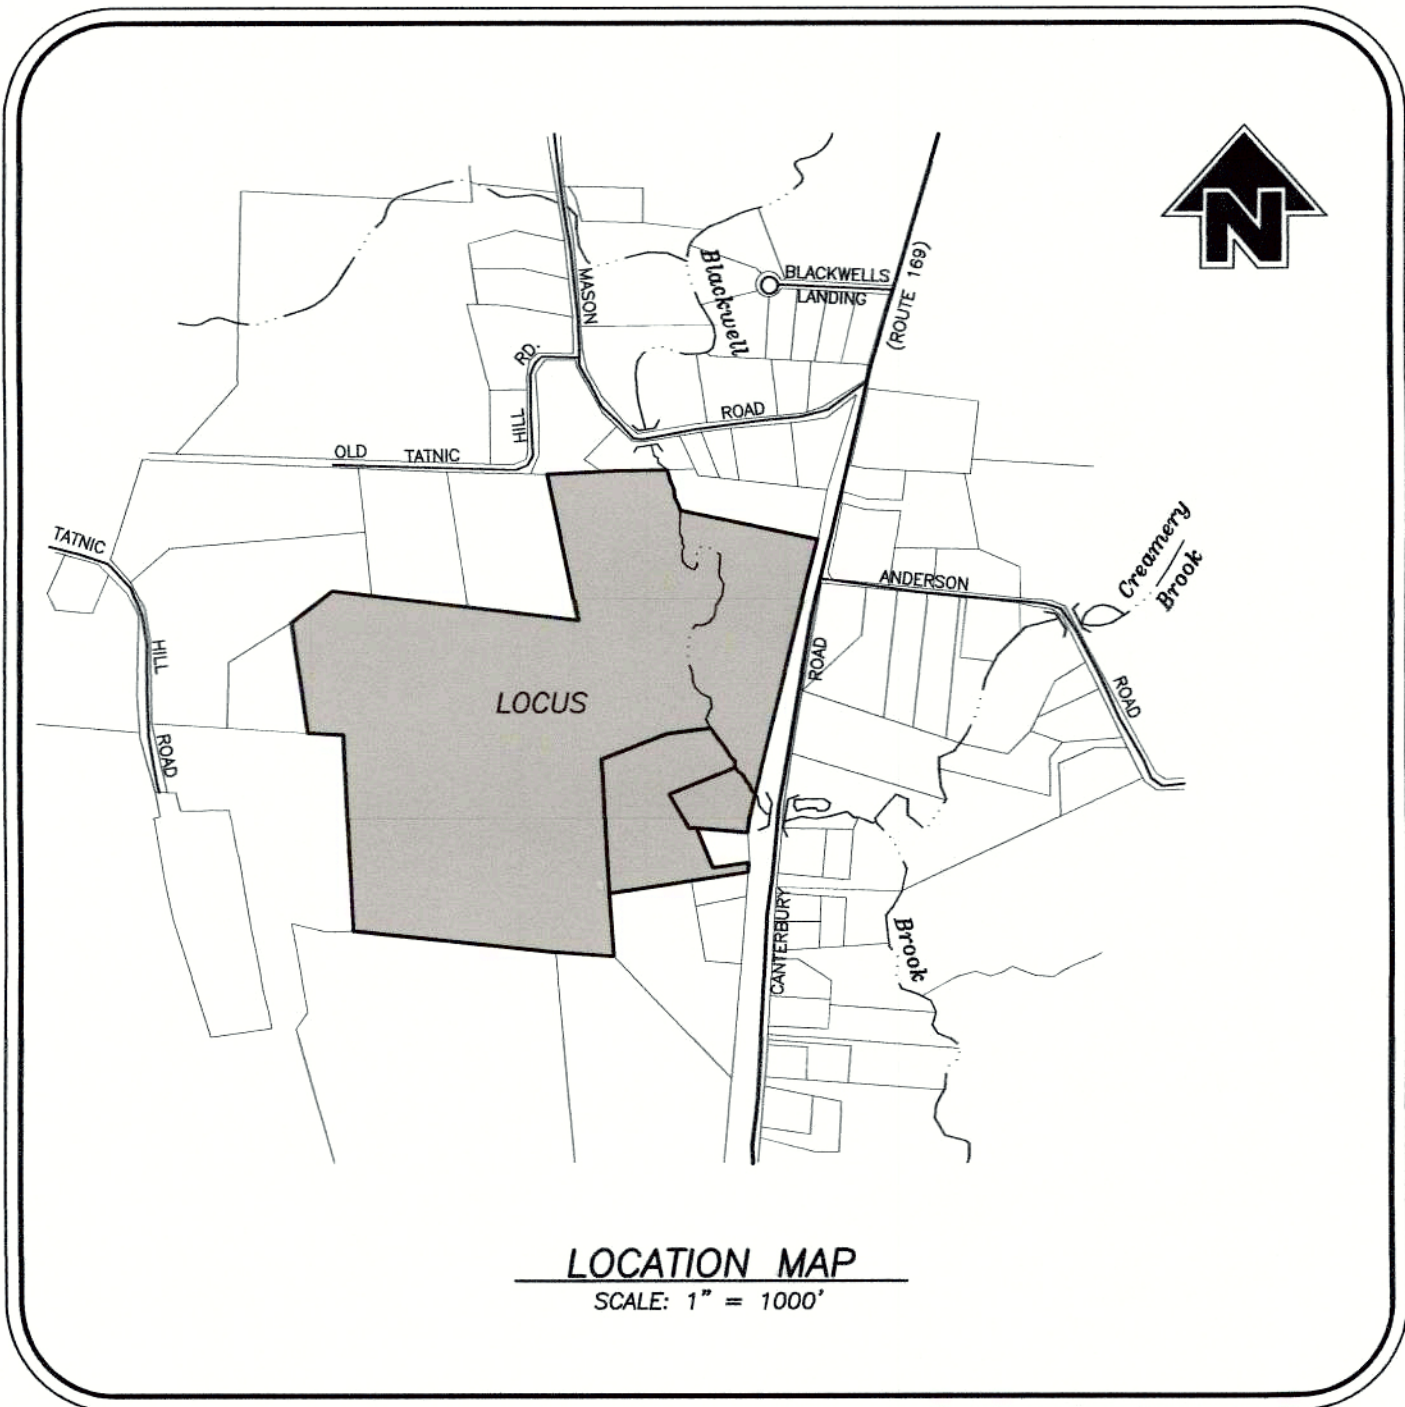 N
BLACKWELLS
LANDING
(ROUTE 169)
MASON
Blackwell
RD.
HILL
ROAD
OLD TATNIC
TATNIC
HILL
ROAD
ANDERSON
ROAD
Creamery
Brook
ROAD
LOCUS
CANTERBURY
Brook
LOCATION MAP
SCALE: 1" = 1000'